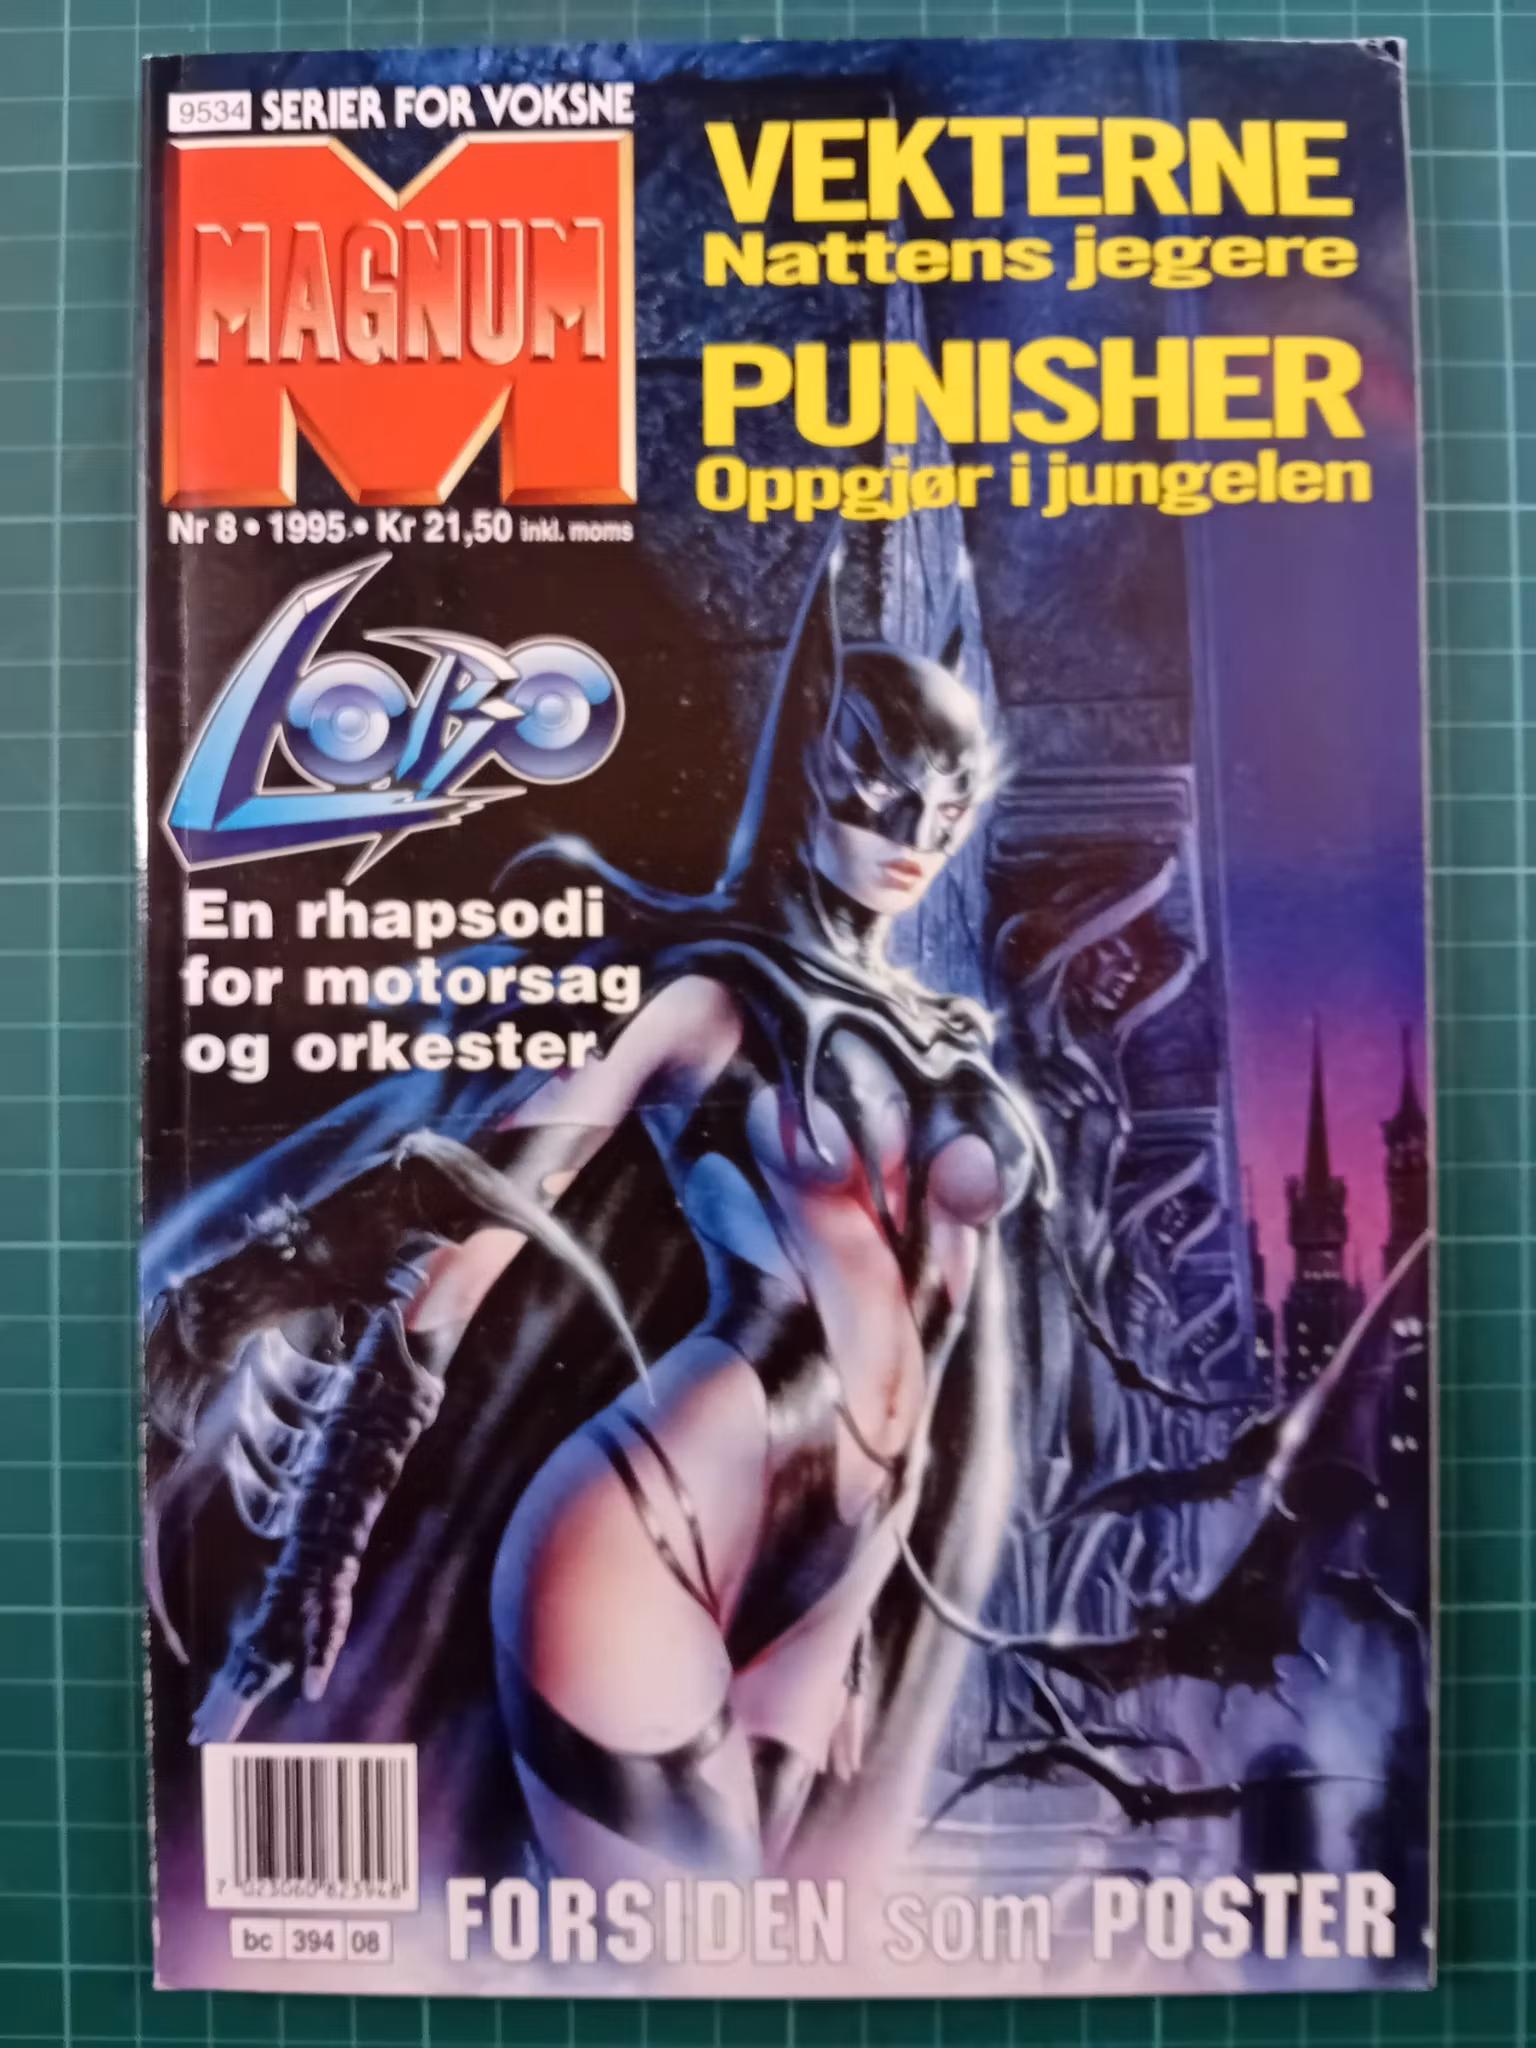 9534 SERIER FOR VOKSNE
MAGNUM
Nr 8 • 1995 • Kr 21,50 inkl. moms
VEKTERNE
Nattens jegere
PUNISHER
Oppgjør i jungelen
LOBO
En rhapsodi
for motorsag
og orkester
7 023060 623948
bc 394 08
FORSIDEN som POSTER